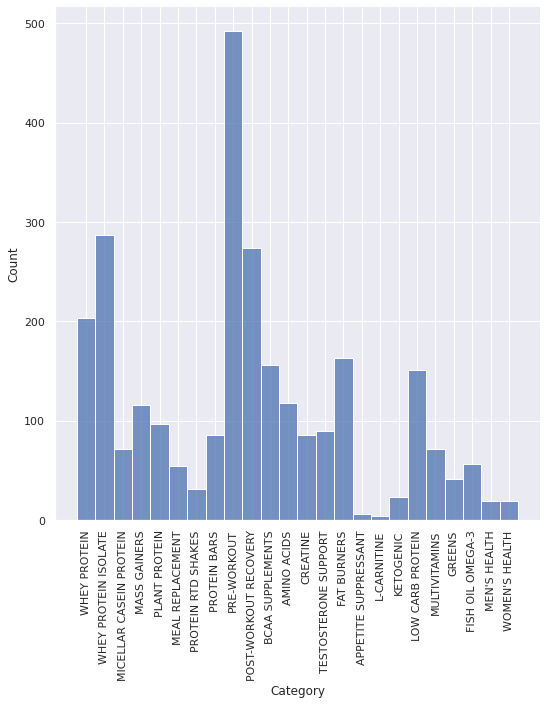 500
400
300
200
100
0
Count
WHEY PROTEIN
WHEY PROTEIN ISOLATE
MICELLAR CASEIN PROTEIN
MASS GAINERS
PLANT PROTEIN
MEAL REPLACEMENT
PROTEIN RTD SHAKES
PROTEIN BARS
PRE-WORKOUT
POST-WORKOUT RECOVERY
BCAA SUPPLEMENTS
AMINO ACIDS
CREATINE
TESTOSTERONE SUPPORT
FAT BURNERS
APPETITE SUPPRESSANT
L-CARNITINE
KETOGENIC
LOW CARB PROTEIN
MULTIVITAMINS
GREENS
FISH OIL OMEGA-3
MEN'S HEALTH
WOMEN'S HEALTH
Category